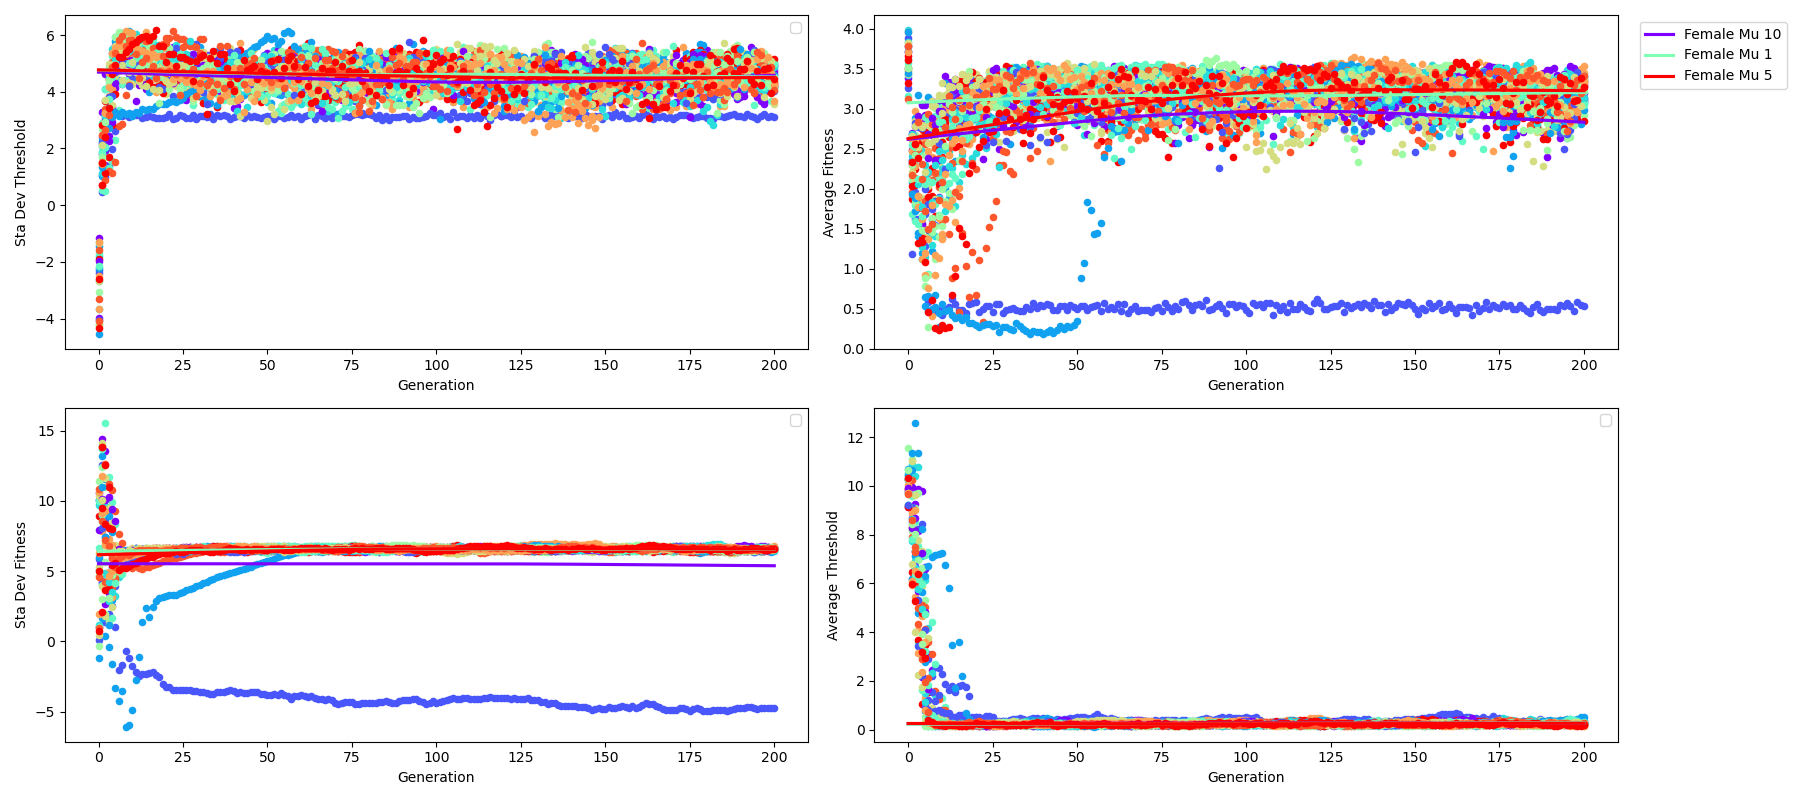 6
4
2
0
−2
−4
Sta Dev Threshold
0 25 50 75 100 125 150 175 200
Generation
4.0
3.5
3.0
2.5
2.0
1.5
1.0
0.5
0.0
Average Fitness
0 25 50 75 100 125 150 175 200
Generation
Female Mu 10
Female Mu 1
Female Mu 5
15
10
5
0
−5
Sta Dev Fitness
0 25 50 75 100 125 150 175 200
Generation
12
10
8
6
4
2
0
Average Threshold
0 25 50 75 100 125 150 175 200
Generation